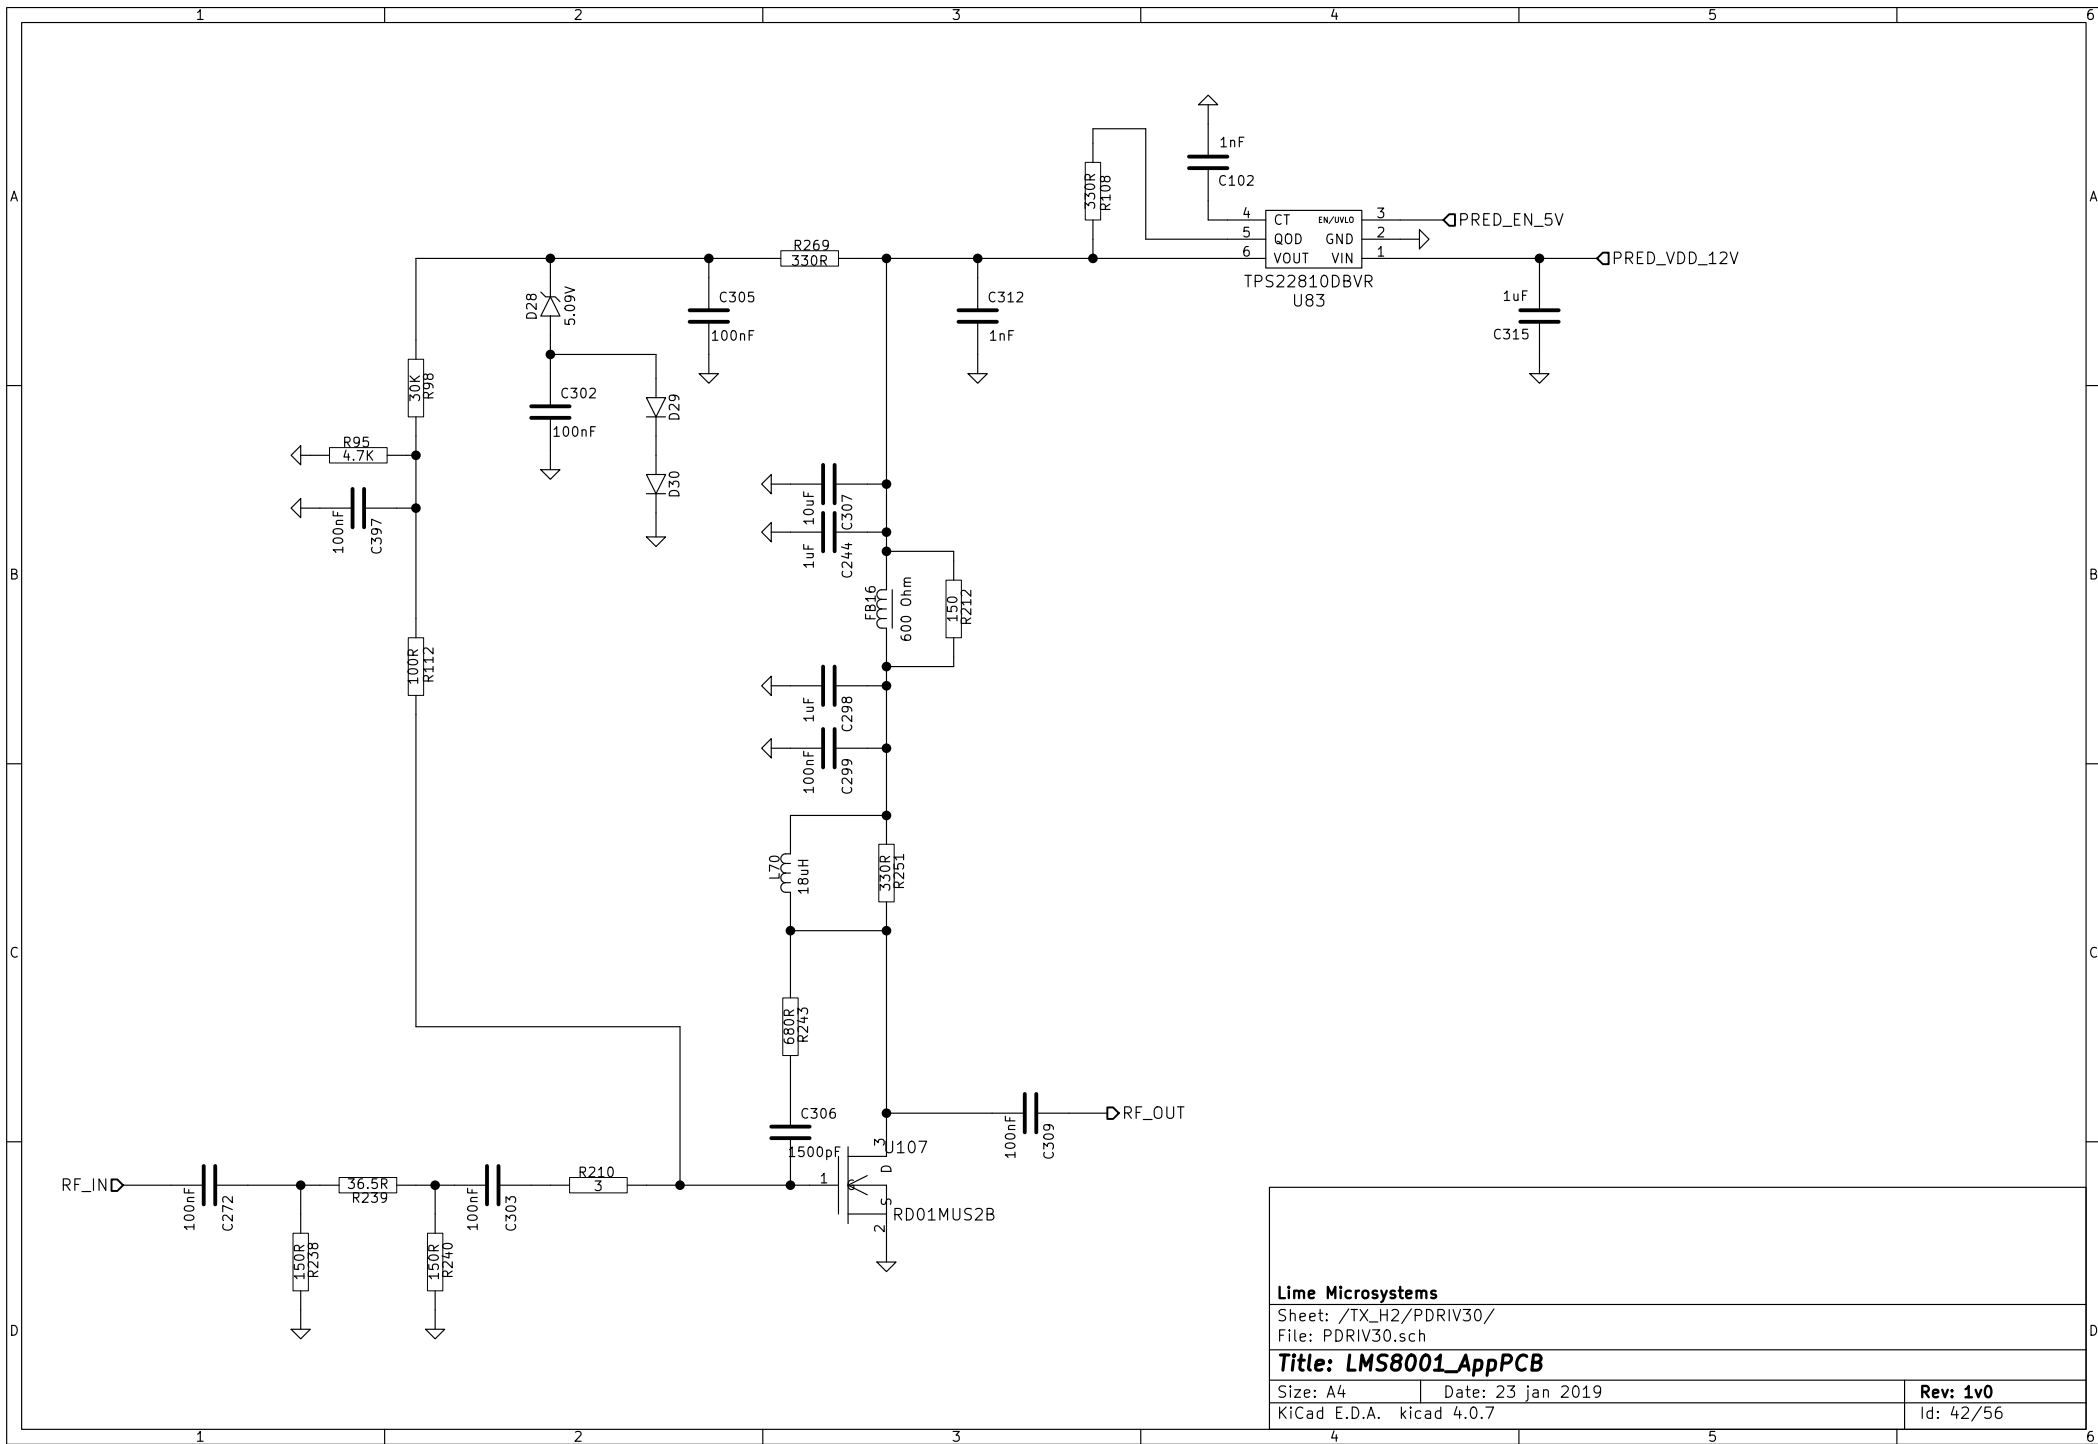 1 2 3 4 5 6
A
B
C
D
A
B
C
D
1nF
C102
330R
R108
4 CT EN/UVLO 3
PRED_EN_5V
5 QOD GND 2
6 VOUT VIN 1
PRED_VDD_12V
TPS22810DBVR
U83
1uF
C315
R269
330R
D28
5.09V
C305
100nF
C312
1nF
30K
R98
C302
100nF
D29
D30
R95
4.7K
100nF
C397
10uF
C307
1uF
C244
FB16
600 Ohm
150
R212
100R
R112
1uF
C298
100nF
C299
L70
18uH
330R
R251
680R
R243
C306
1500pF
100nF
C309
RF_OUT
U107
3
D
1
G
S
2
RD01MUS2B
RF_IN
100nF
C272
36.5R
R239
100nF
C303
R210
3
150R
R238
150R
R240
Lime Microsystems
Sheet: /TX_H2/PDRIV30/
File: PDRIV30.sch
Title: LMS8001_AppPCB
Size: A4 Date: 23 jan 2019 Rev: 1v0
KiCad E.D.A. kicad 4.0.7 Id: 42/56
1 2 3 4 5 6